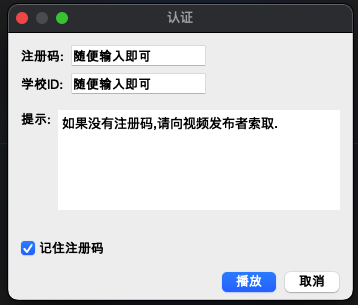 认证
注册码: 随便输入即可
学校ID: 随便输入即可
提示: 如果没有注册码,请向视频发布者索取.
记住注册码
播放 取消